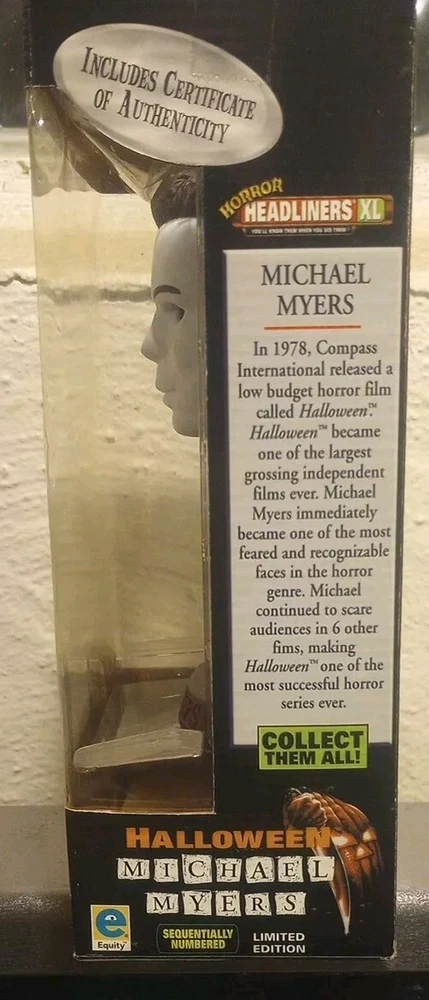 INCLUDES CERTIFICATE
OF AUTHENTICITY
HORROR
HEADLINERS XL
YOU'LL KNOW THEM WHEN YOU SEE THEM
MICHAEL
MYERS
In 1978, Compass
International released a
low budget horror film
called Halloween™.
Halloween™ became
one of the largest
grossing independent
films ever. Michael
Myers immediately
became one of the most
feared and recognizable
faces in the horror
genre. Michael
continued to scare
audiences in 6 other
fims, making
Halloween™ one of the
most successful horror
series ever.
COLLECT
THEM ALL!
HALLOWEEN
MICHAEL
MYERS
e
Equity™
SEQUENTIALLY
NUMBERED
LIMITED
EDITION